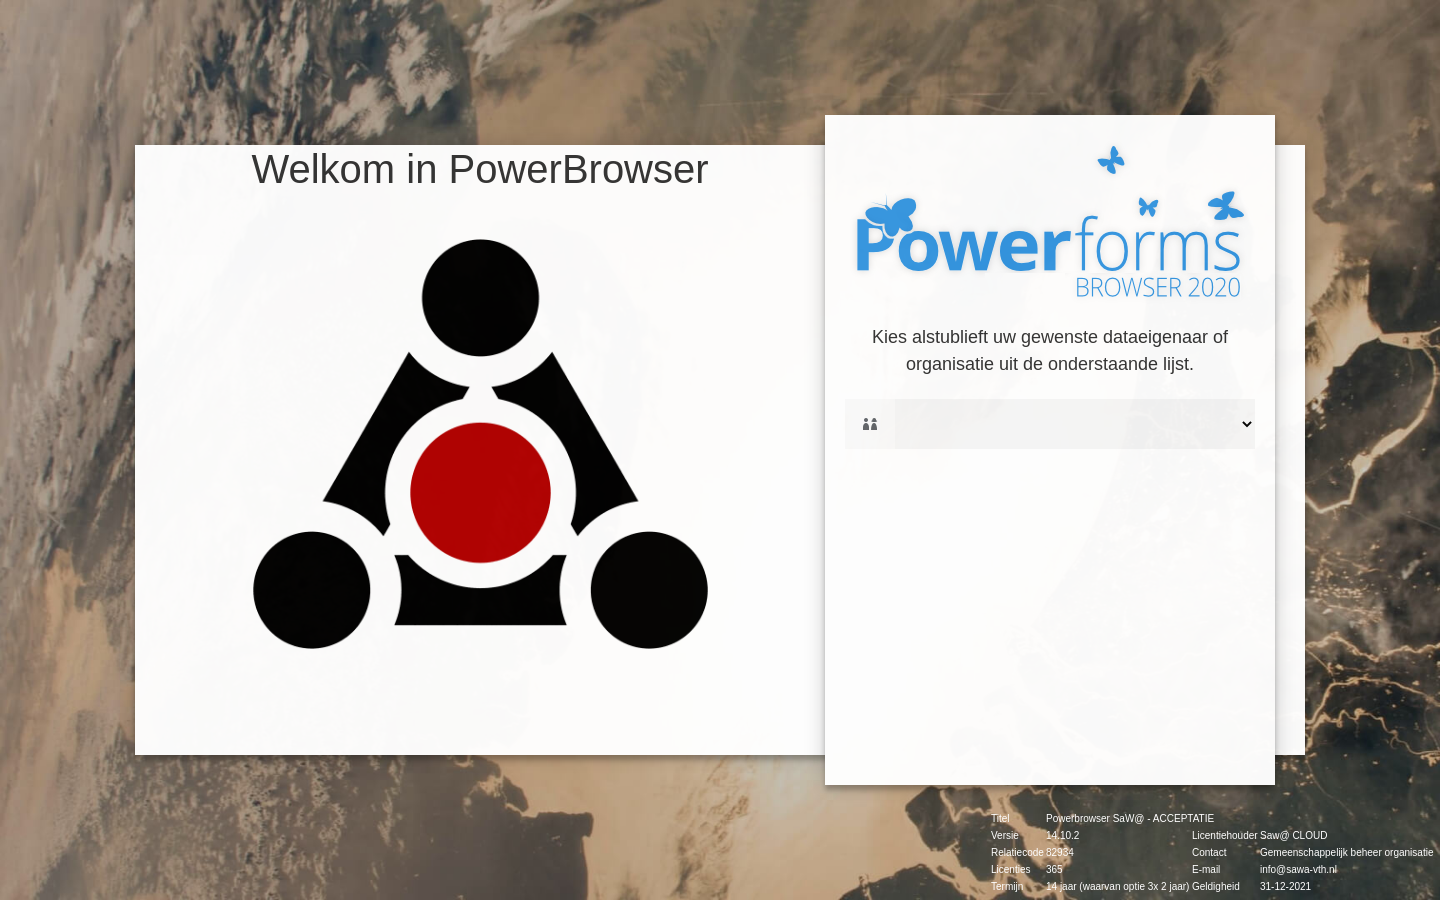 Welkom in PowerBrowser
Powerforms
BROWSER 2020
Kies alstublieft uw gewenste dataeigenaar of
organisatie uit de onderstaande lijst.
Titel Powerbrowser SaW@ - ACCEPTATIE
Versie 14.10.2 Licentiehouder Saw@ CLOUD
Relatiecode 82934 Contact Gemeenschappelijk beheer organisatie
Licenties 365 E-mail info@sawa-vth.nl
Termijn 14 jaar (waarvan optie 3x 2 jaar) Geldigheid 31-12-2021